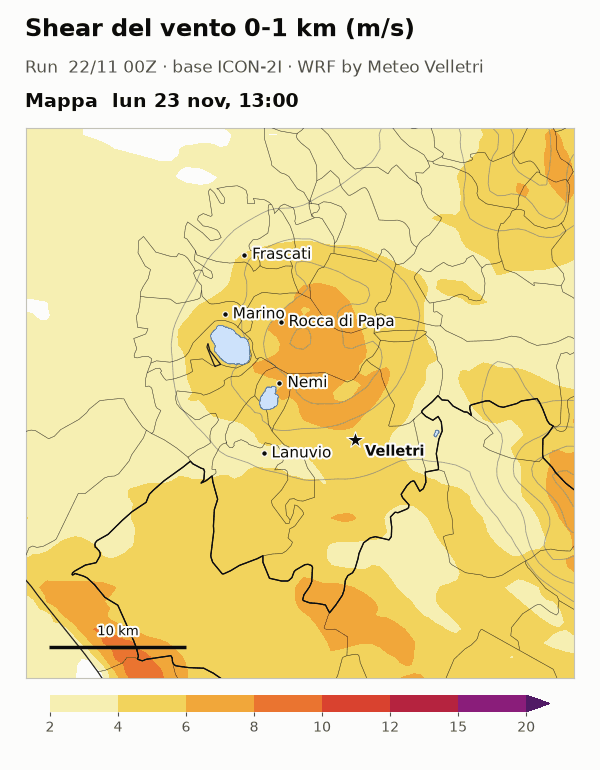 Shear del vento 0-1 km (m/s)
Run  22/11 00Z · base ICON-2I · WRF by Meteo Velletri
Mappa  lun 23 nov, 13:00
Frascati
Marino
Rocca di Papa
Nemi
Velletri
Lanuvio
10 km
2 4 6 8 10 12 15 20